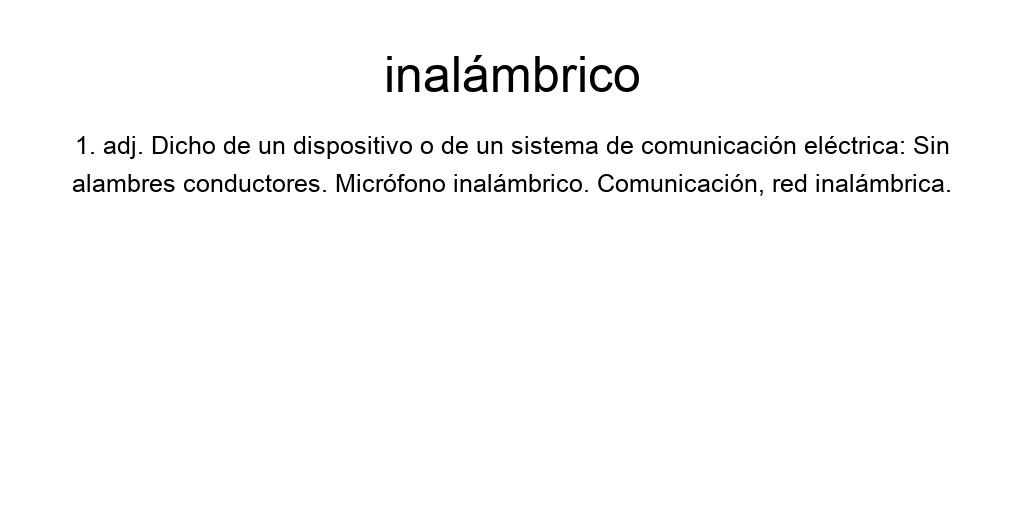 inalámbrico
1. adj. Dicho de un dispositivo o de un sistema de comunicación eléctrica: Sin
alambres conductores. Micrófono inalámbrico. Comunicación, red inalámbrica.